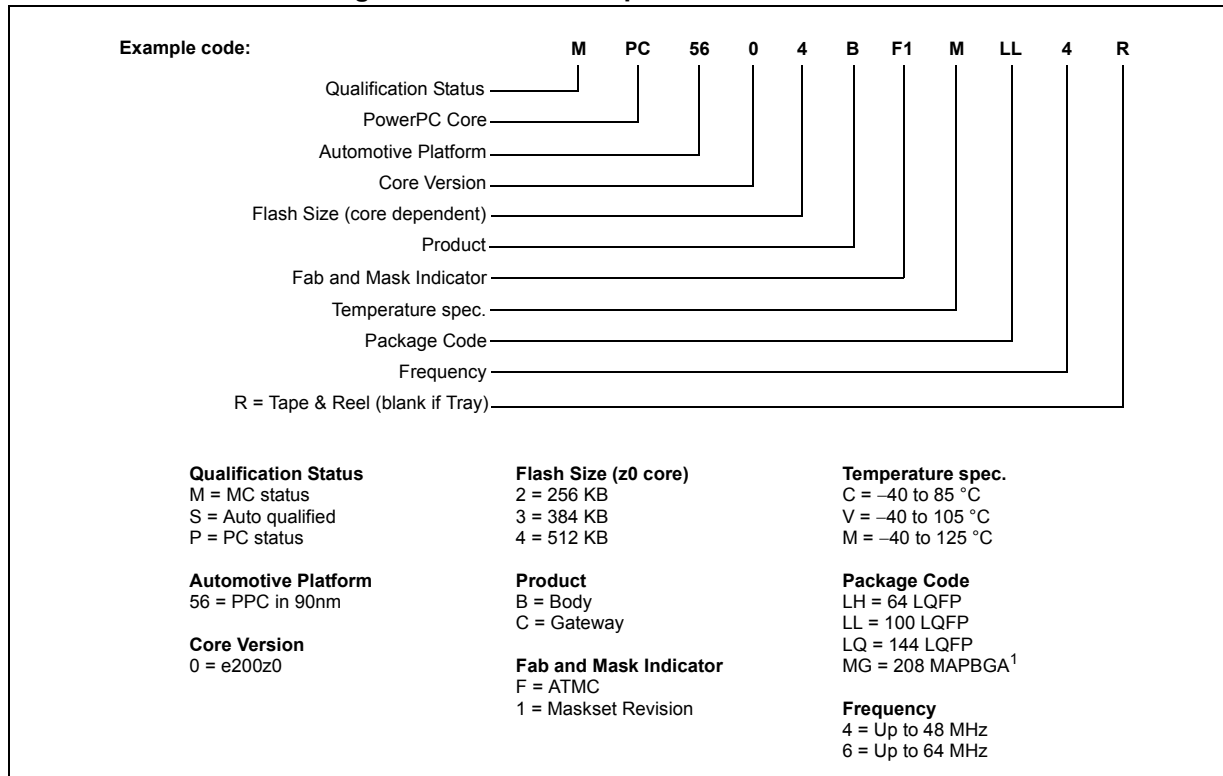 Example code: M PC 56 0 4 B F1 M LL 4 R
Qualification Status
PowerPC Core
Automotive Platform
Core Version
Flash Size (core dependent)
Product
Fab and Mask Indicator
Temperature spec.
Package Code
Frequency
R = Tape & Reel (blank if Tray)
Qualification Status
M = MC status
S = Auto qualified
P = PC status
Automotive Platform
56 = PPC in 90nm
Core Version
0 = e200z0
Flash Size (z0 core)
2 = 256 KB
3 = 384 KB
4 = 512 KB
Product
B = Body
C = Gateway
Fab and Mask Indicator
F = ATMC
1 = Maskset Revision
Temperature spec.
C = –40 to 85 °C
V = –40 to 105 °C
M = –40 to 125 °C
Package Code
LH = 64 LQFP
LL = 100 LQFP
LQ = 144 LQFP
MG = 208 MAPBGA1
Frequency
4 = Up to 48 MHz
6 = Up to 64 MHz